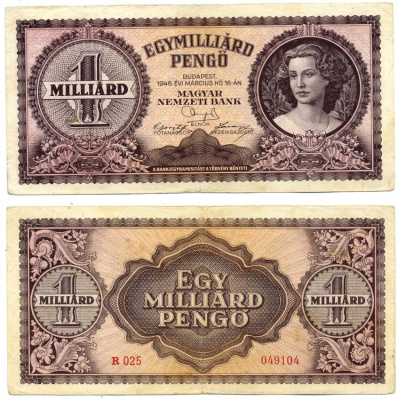 EGYMILLIÁRD
PENGŐ
1
MILLIÁRD
BUDAPEST,
1946. ÉVI MÁRCIUS HÓ 18-ÁN
MAGYAR
NEMZETI BANK
ELNÖK
FŐTANÁCSOS
VEZÉRIGAZGATÓ
A BANKJEGYHAMISITÁST A TÖRVÉNY BÜNTETI
1
MILLIÁRD
EGY
MILLIÁRD
PENGŐ
1
MILLIÁRD
R 025
049104